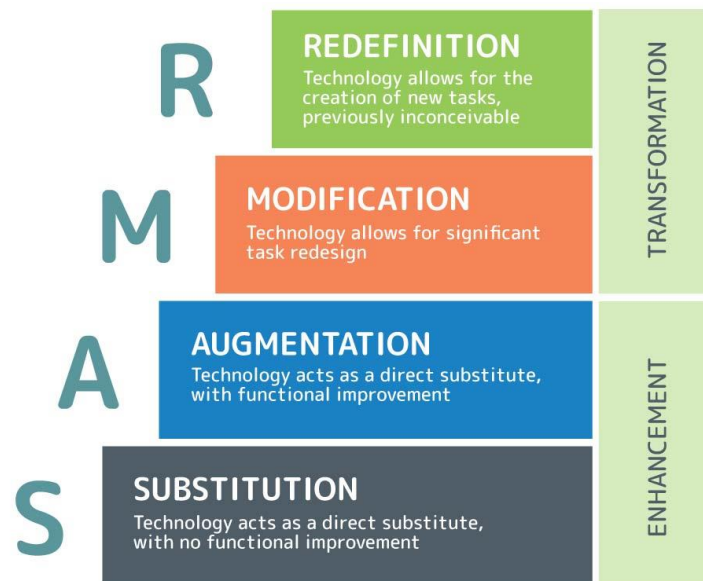 R
REDEFINITION
Technology allows for the
creation of new tasks,
previously inconceivable
TRANSFORMATION
M
MODIFICATION
Technology allows for significant
task redesign
A
AUGMENTATION
Technology acts as a direct substitute,
with functional improvement
ENHANCEMENT
S
SUBSTITUTION
Technology acts as a direct substitute,
with no functional improvement